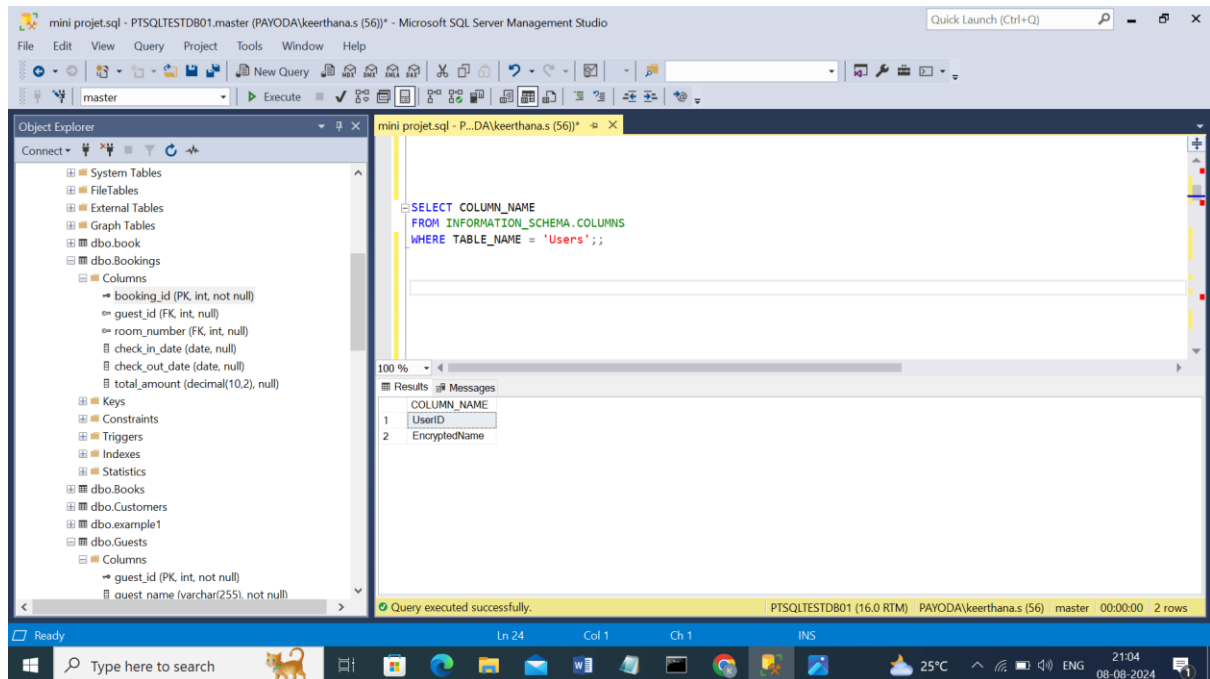 mini projet.sql - PTSQLTESTDB01.master (PAYODA\keerthana.s (56))* - Microsoft SQL Server Management Studio
Quick Launch (Ctrl+Q)
File Edit View Query Project Tools Window Help
New Query
master Execute
Object Explorer
mini projet.sql - P...DA\keerthana.s (56))*
Connect
System Tables
FileTables
External Tables
Graph Tables
dbo.book
dbo.Bookings
Columns
booking_id (PK, int, not null)
guest_id (FK, int, null)
room_number (FK, int, null)
check_in_date (date, null)
check_out_date (date, null)
total_amount (decimal(10,2), null)
Keys
Constraints
Triggers
Indexes
Statistics
dbo.Books
dbo.Customers
dbo.example1
dbo.Guests
Columns
guest_id (PK, int, not null)
guest_name (varchar(255), not null)
SELECT COLUMN_NAME
FROM INFORMATION_SCHEMA.COLUMNS
WHERE TABLE_NAME = 'Users';;
100 %
Results Messages
COLUMN_NAME
1 UserID
2 EncryptedName
Query executed successfully. PTSQLTESTDB01 (16.0 RTM) PAYODA\keerthana.s (56) master 00:00:00 2 rows
Ready Ln 24 Col 1 Ch 1 INS
Type here to search 25°C ENG 21:04
08-08-2024